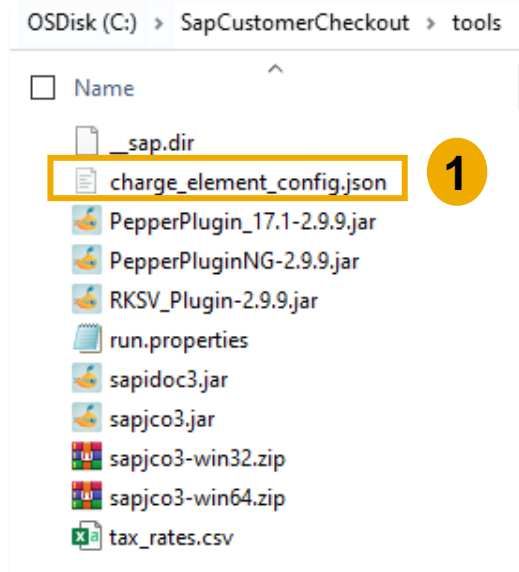 OSDisk (C:) > SapCustomerCheckout > tools
Name
__sap.dir
charge_element_config.json
1
PepperPlugin_17.1-2.9.9.jar
PepperPluginNG-2.9.9.jar
RKSV_Plugin-2.9.9.jar
run.properties
sapidoc3.jar
sapjco3.jar
sapjco3-win32.zip
sapjco3-win64.zip
tax_rates.csv